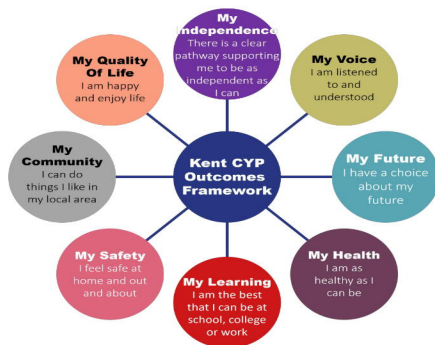 My
Independence
There is a clear
pathway supporting
me to be as
independent as I
can
My Voice
I am listened
to and
understood
My Future
I have a choice
about my
future
My Health
I am as
healthy as I
can be
My Learning
I am the best
that I can be at
school, college
or work
My Safety
I feel safe at
home and out
and about
My
Community
I can do
things I like in
my local area
My Quality
Of Life
I am happy
and enjoy life
Kent CYP
Outcomes
Framework